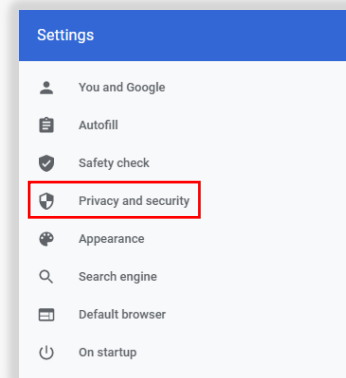 Settings
You and Google
Autofill
Safety check
Privacy and security
Appearance
Search engine
Default browser
On startup